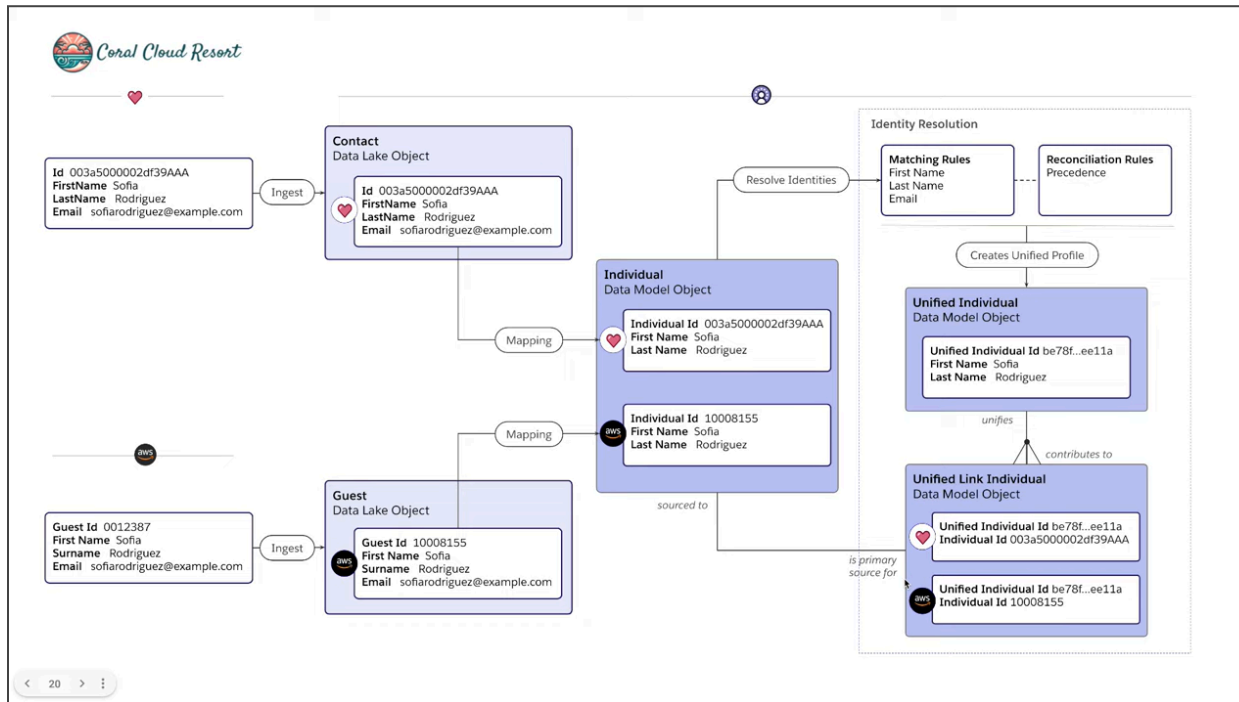 Coral Cloud Resort
Id 003a5000002df39AAA
FirstName Sofia
LastName Rodriguez
Email sofiarodriguez@example.com
Ingest
Contact
Data Lake Object
Id 003a5000002df39AAA
FirstName Sofia
LastName Rodriguez
Email sofiarodriguez@example.com
Mapping
aws
Guest Id 0012387
First Name Sofia
Surname Rodriguez
Email sofiarodriguez@example.com
Ingest
Guest
Data Lake Object
aws
Guest Id 10008155
First Name Sofia
Surname Rodriguez
Email sofiarodriguez@example.com
Mapping
Individual
Data Model Object
Individual Id 003a5000002df39AAA
First Name Sofia
Last Name Rodriguez
aws
Individual Id 10008155
First Name Sofia
Last Name Rodriguez
sourced to
Resolve Identities
Identity Resolution
Matching Rules
First Name
Last Name
Email
Reconciliation Rules
Precedence
Creates Unified Profile
Unified Individual
Data Model Object
Unified Individual Id be78f...ee11a
First Name Sofia
Last Name Rodriguez
unifies
contributes to
Unified Link Individual
Data Model Object
Unified Individual Id be78f...ee11a
Individual Id 003a5000002df39AAA
is primary
source for
aws
Unified Individual Id be78f...ee11a
Individual Id 10008155
20